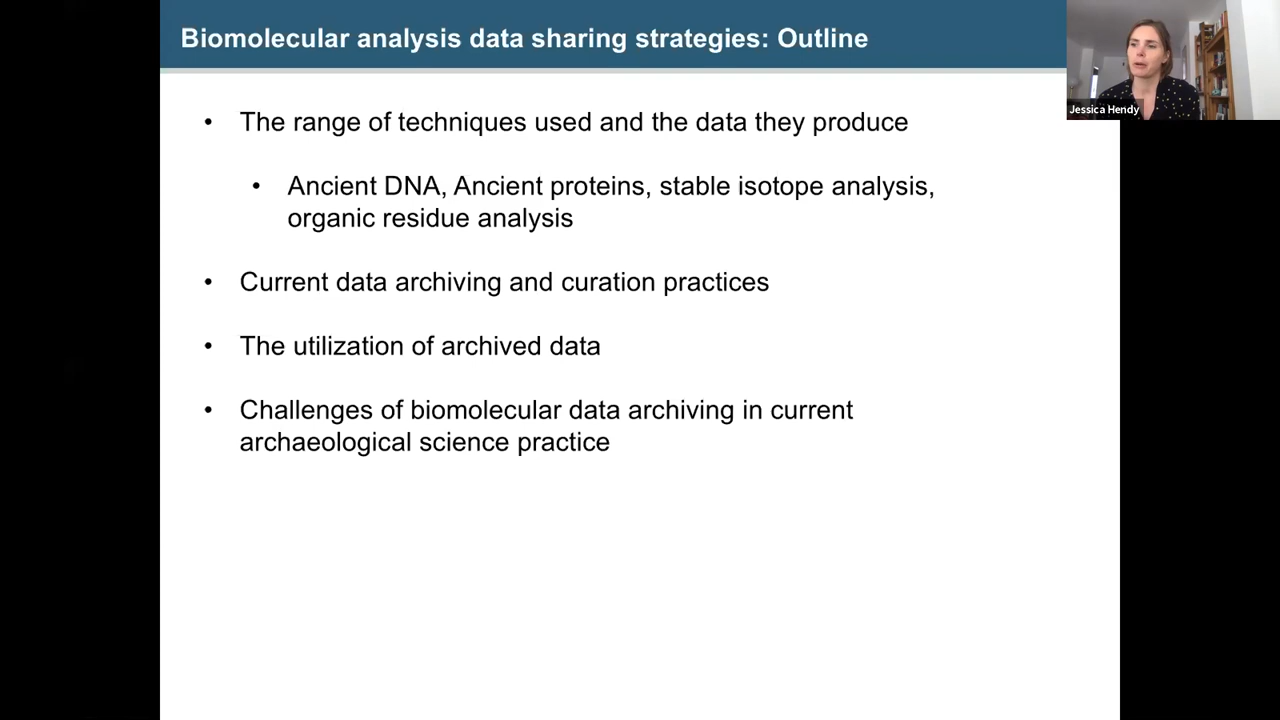 Biomolecular analysis data sharing strategies: Outline
Jessica Hendy
• The range of techniques used and the data they produce
• Ancient DNA, Ancient proteins, stable isotope analysis,
organic residue analysis
• Current data archiving and curation practices
• The utilization of archived data
• Challenges of biomolecular data archiving in current
archaeological science practice